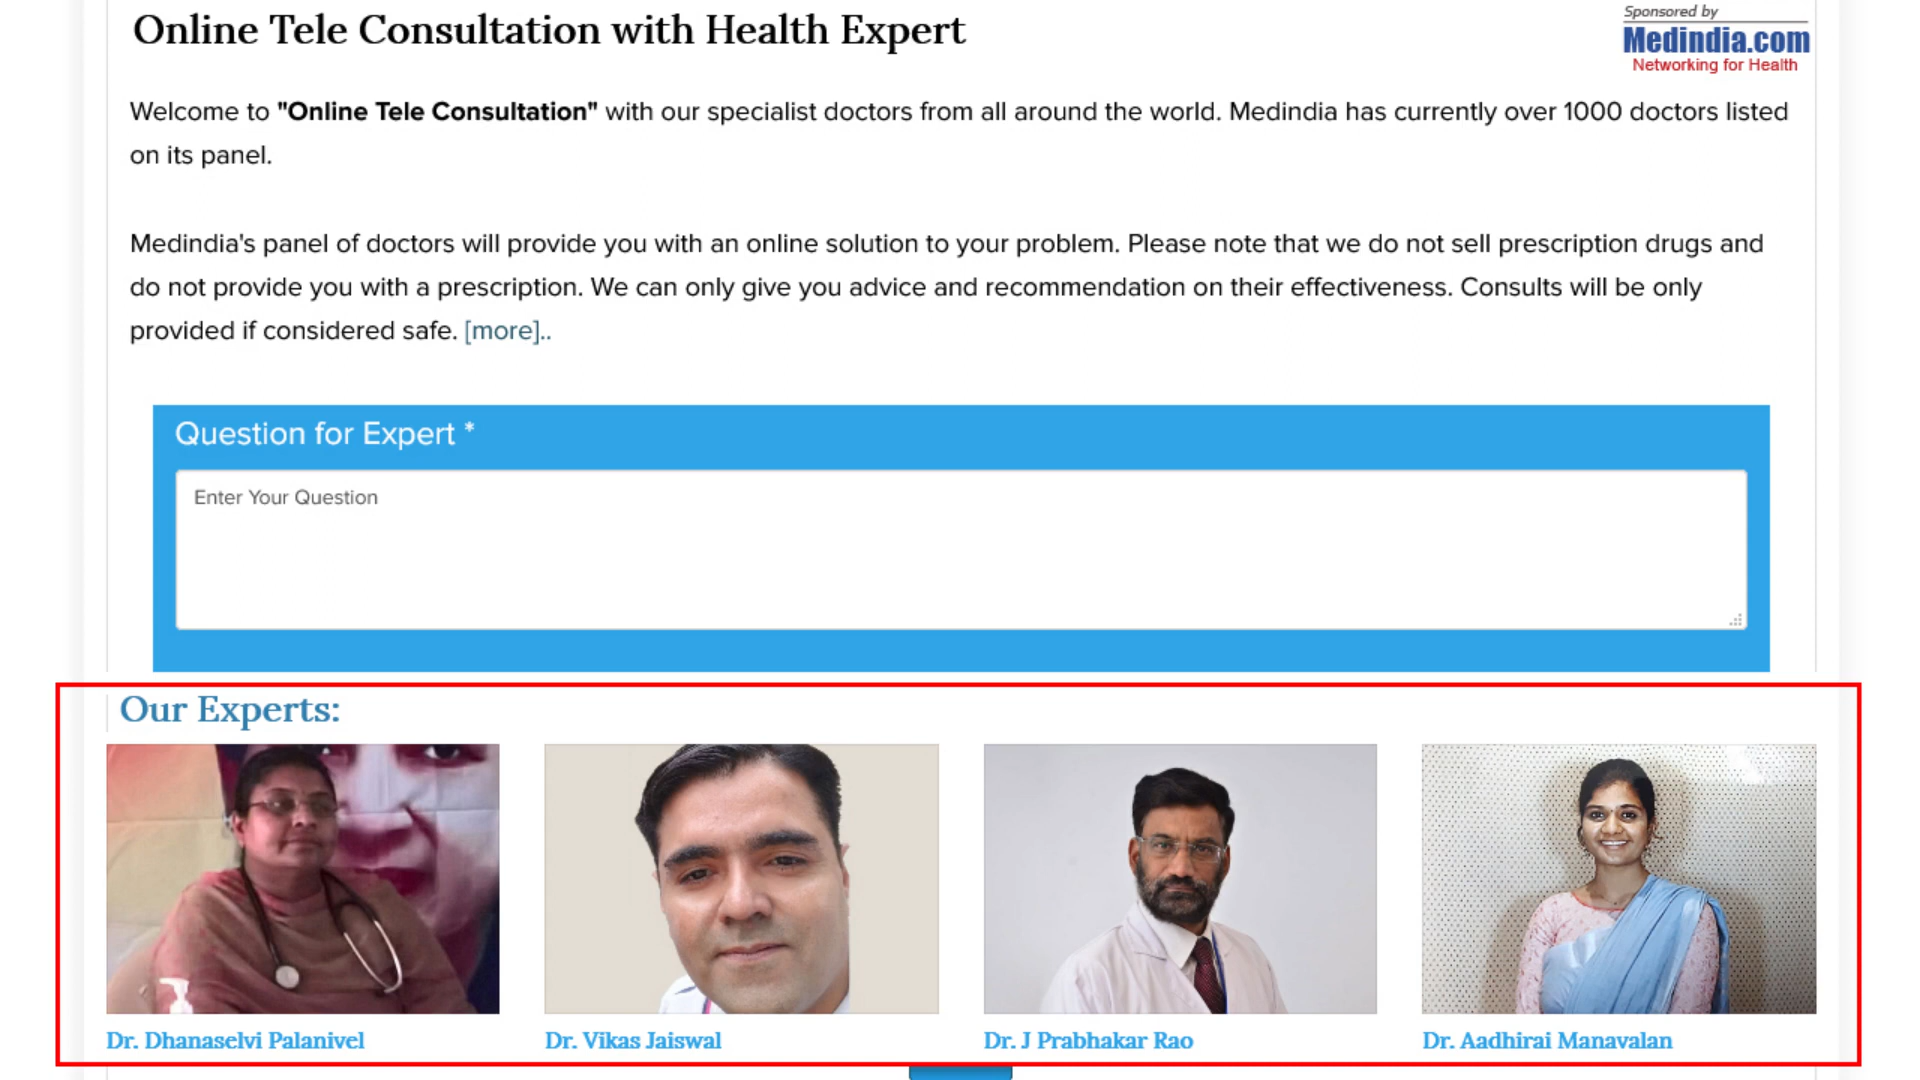 Online Tele Consultation with Health Expert
Sponsored by
Medindia.com
Networking for Health
Welcome to "Online Tele Consultation" with our specialist doctors from all around the world. Medindia has currently over 1000 doctors listed
on its panel.
Medindia's panel of doctors will provide you with an online solution to your problem. Please note that we do not sell prescription drugs and
do not provide you with a prescription. We can only give you advice and recommendation on their effectiveness. Consults will be only
provided if considered safe. [more]..
Question for Expert *
Enter Your Question
Our Experts:
Dr. Dhanaselvi Palanivel
Dr. Vikas Jaiswal
Dr. J Prabhakar Rao
Dr. Aadhirai Manavalan